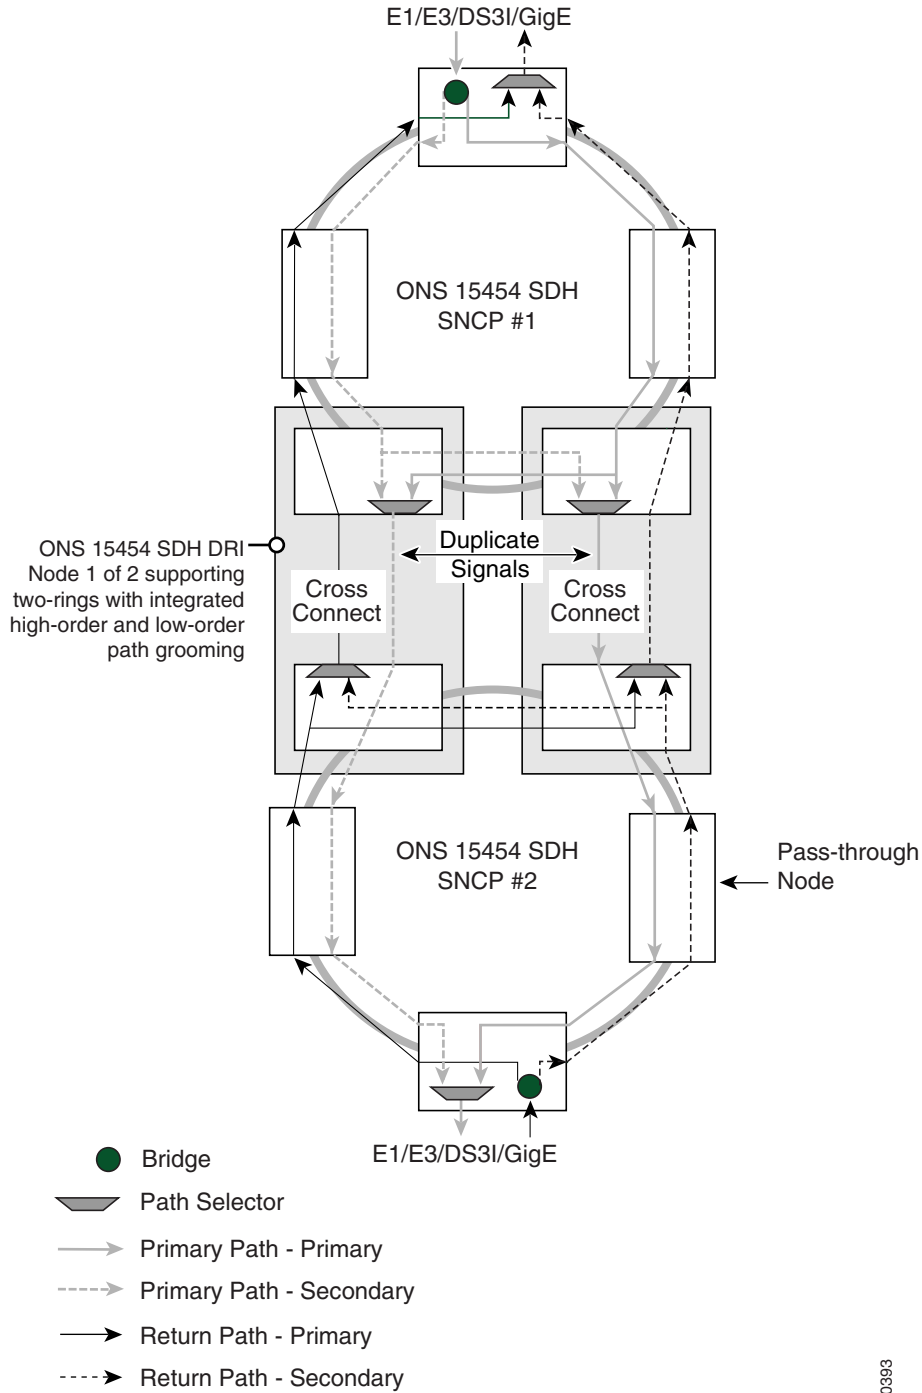 E1/E3/DS3I/GigE
ONS 15454 SDH
SNCP #1
Duplicate
Signals
ONS 15454 SDH DRI
Node 1 of 2 supporting
two-rings with integrated
high-order and low-order
path grooming
Cross
Connect
Cross
Connect
ONS 15454 SDH
SNCP #2
Pass-through
Node
E1/E3/DS3I/GigE
Bridge
Path Selector
Primary Path - Primary
Primary Path - Secondary
Return Path - Primary
Return Path - Secondary